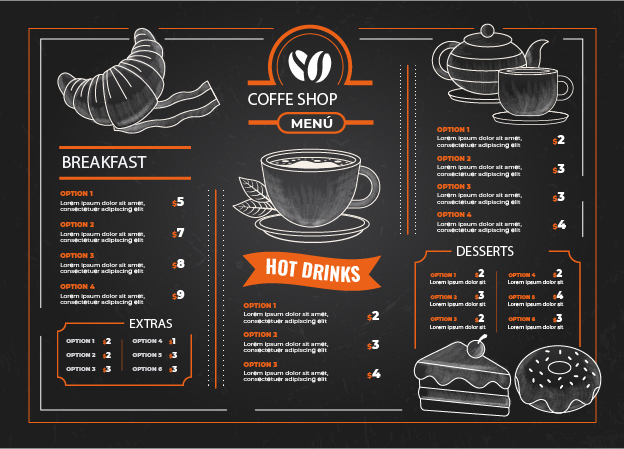 COFFE SHOP
MENÚ
BREAKFAST
OPTION 1
Lorem ipsum dolor sit amet,
consectetuer adipiscing elit
$5
OPTION 2
Lorem ipsum dolor sit amet,
consectetuer adipiscing elit
$7
OPTION 3
Lorem ipsum dolor sit amet,
consectetuer adipiscing elit
$8
OPTION 4
Lorem ipsum dolor sit amet,
consectetuer adipiscing elit
$9
EXTRAS
OPTION 1 $2
OPTION 2 $2
OPTION 3 $3
OPTION 4 $1
OPTION 5 $3
OPTION 6 $3
HOT DRINKS
OPTION 1
Lorem ipsum dolor sit amet,
consectetuer adipiscing elit
$2
OPTION 2
Lorem ipsum dolor sit amet,
consectetuer adipiscing elit
$3
OPTION 3
Lorem ipsum dolor sit amet,
consectetuer adipiscing elit
$4
OPTION 1
Lorem ipsum dolor sit amet,
consectetuer adipiscing elit
$2
OPTION 2
Lorem ipsum dolor sit amet,
consectetuer adipiscing elit
$3
OPTION 3
Lorem ipsum dolor sit amet,
consectetuer adipiscing elit
$3
OPTION 4
Lorem ipsum dolor sit amet,
consectetuer adipiscing elit
$4
DESSERTS
OPTION 1 $2
Lorem ipsum dolor sit
OPTION 2 $3
Lorem ipsum dolor sit
OPTION 3 $2
Lorem ipsum dolor sit
OPTION 4 $2
Lorem ipsum dolor sit
OPTION 5 $4
Lorem ipsum dolor sit
OPTION 6 $3
Lorem ipsum dolor sit